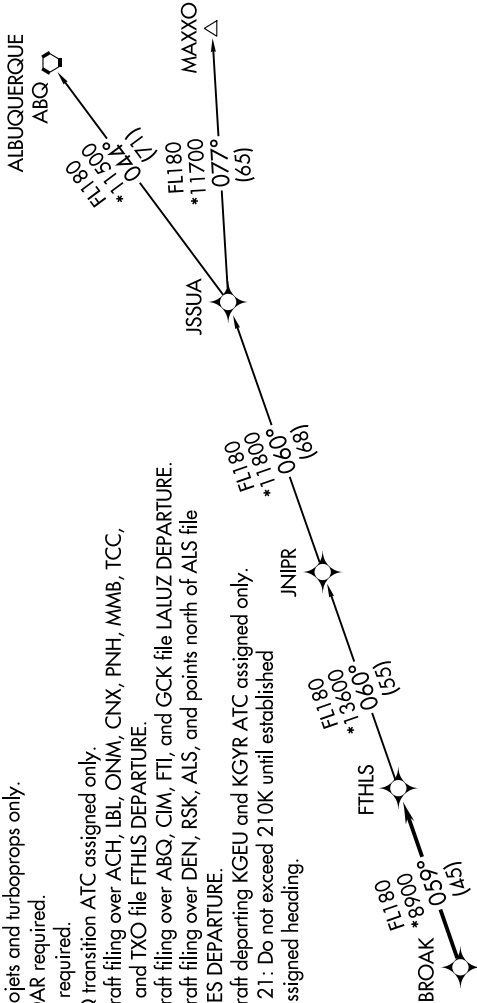 ALBUQUERQUE
ABQ
MAXXO
FL180
*11500
044°
(71)
FL180
*11700
077°
(65)
JSSUA
FL180
*11800
060°
(68)
JNIPR
FL180
*13600
060°
(55)
FTHLS
FL180
*8900
059°
(45)
BROAK
ojets and turboprops only.
AR required.
required.
transition ATC assigned only.
raft filing over ACH, LBL, ONM, CNX, PNH, MMB, TCC,
and TXO file FTHLS DEPARTURE.
raft filing over ABQ, CIM, FTI, and GCK file LALUZ DEPARTURE.
raft filing over DEN, RSK, ALS, and points north of ALS file
ES DEPARTURE.
raft departing KGEU and KGYR ATC assigned only.
21: Do not exceed 210K until established
ssigned heading.